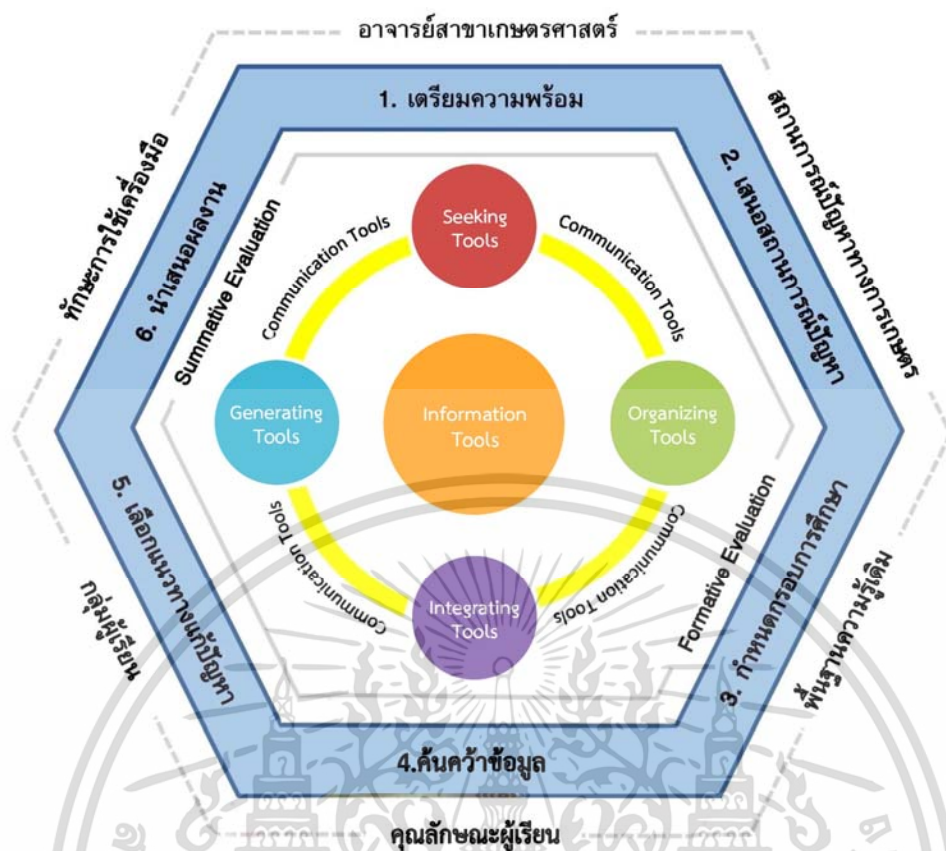 อาจารย์สาขาเกษตรศาสตร์
1. เตรียมความพร้อม
สถานการณ์ปัญหาทางการเกษตร
2. เสนอสถานการณ์ปัญหา
ทักษะการใช้เครื่องมือ
6. นำเสนอผลงาน
Summative Evaluation
Communication Tools
Seeking
Tools
Communication Tools
Generating
Tools
Information
Tools
Organizing
Tools
Communication Tools
Integrating
Tools
Communication Tools
Formative Evaluation
3. กำหนดกรอบการศึกษา
พื้นฐานความรู้เดิม
5. เลือกแนวทางแก้ปัญหา
กลุ่มผู้เรียน
4.ค้นคว้าข้อมูล
คุณลักษณะผู้เรียน